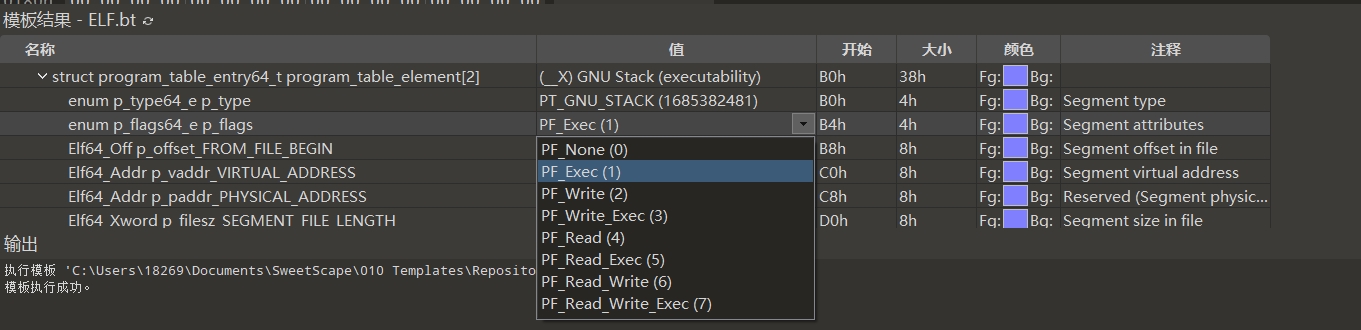 模板结果 - ELF.bt
名称 值 开始 大小 颜色 注释
struct program_table_entry64_t program_table_element[2] (__X) GNU Stack (executability) B0h 38h Fg: Bg:
enum p_type64_e p_type PT_GNU_STACK (1685382481) B0h 4h Fg: Bg: Segment type
enum p_flags64_e p_flags PF_Exec (1) B4h 4h Fg: Bg: Segment attributes
Elf64_Off p_offset_FROM_FILE_BEGIN PF_None (0) B8h 8h Fg: Bg: Segment offset in file
Elf64_Addr p_vaddr_VIRTUAL_ADDRESS PF_Exec (1) C0h 8h Fg: Bg: Segment virtual address
Elf64_Addr p_paddr_PHYSICAL_ADDRESS PF_Write (2) C8h 8h Fg: Bg: Reserved (Segment physic...
Elf64_Xword p_filesz_SEGMENT_FILE_LENGTH PF_Write_Exec (3) D0h 8h Fg: Bg: Segment size in file
输出 PF_Read (4)
执行模板 'C:\Users\18269\Documents\SweetScape\010 Templates\Reposito PF_Read_Exec (5)
模板执行成功。 PF_Read_Write (6)
PF_Read_Write_Exec (7)